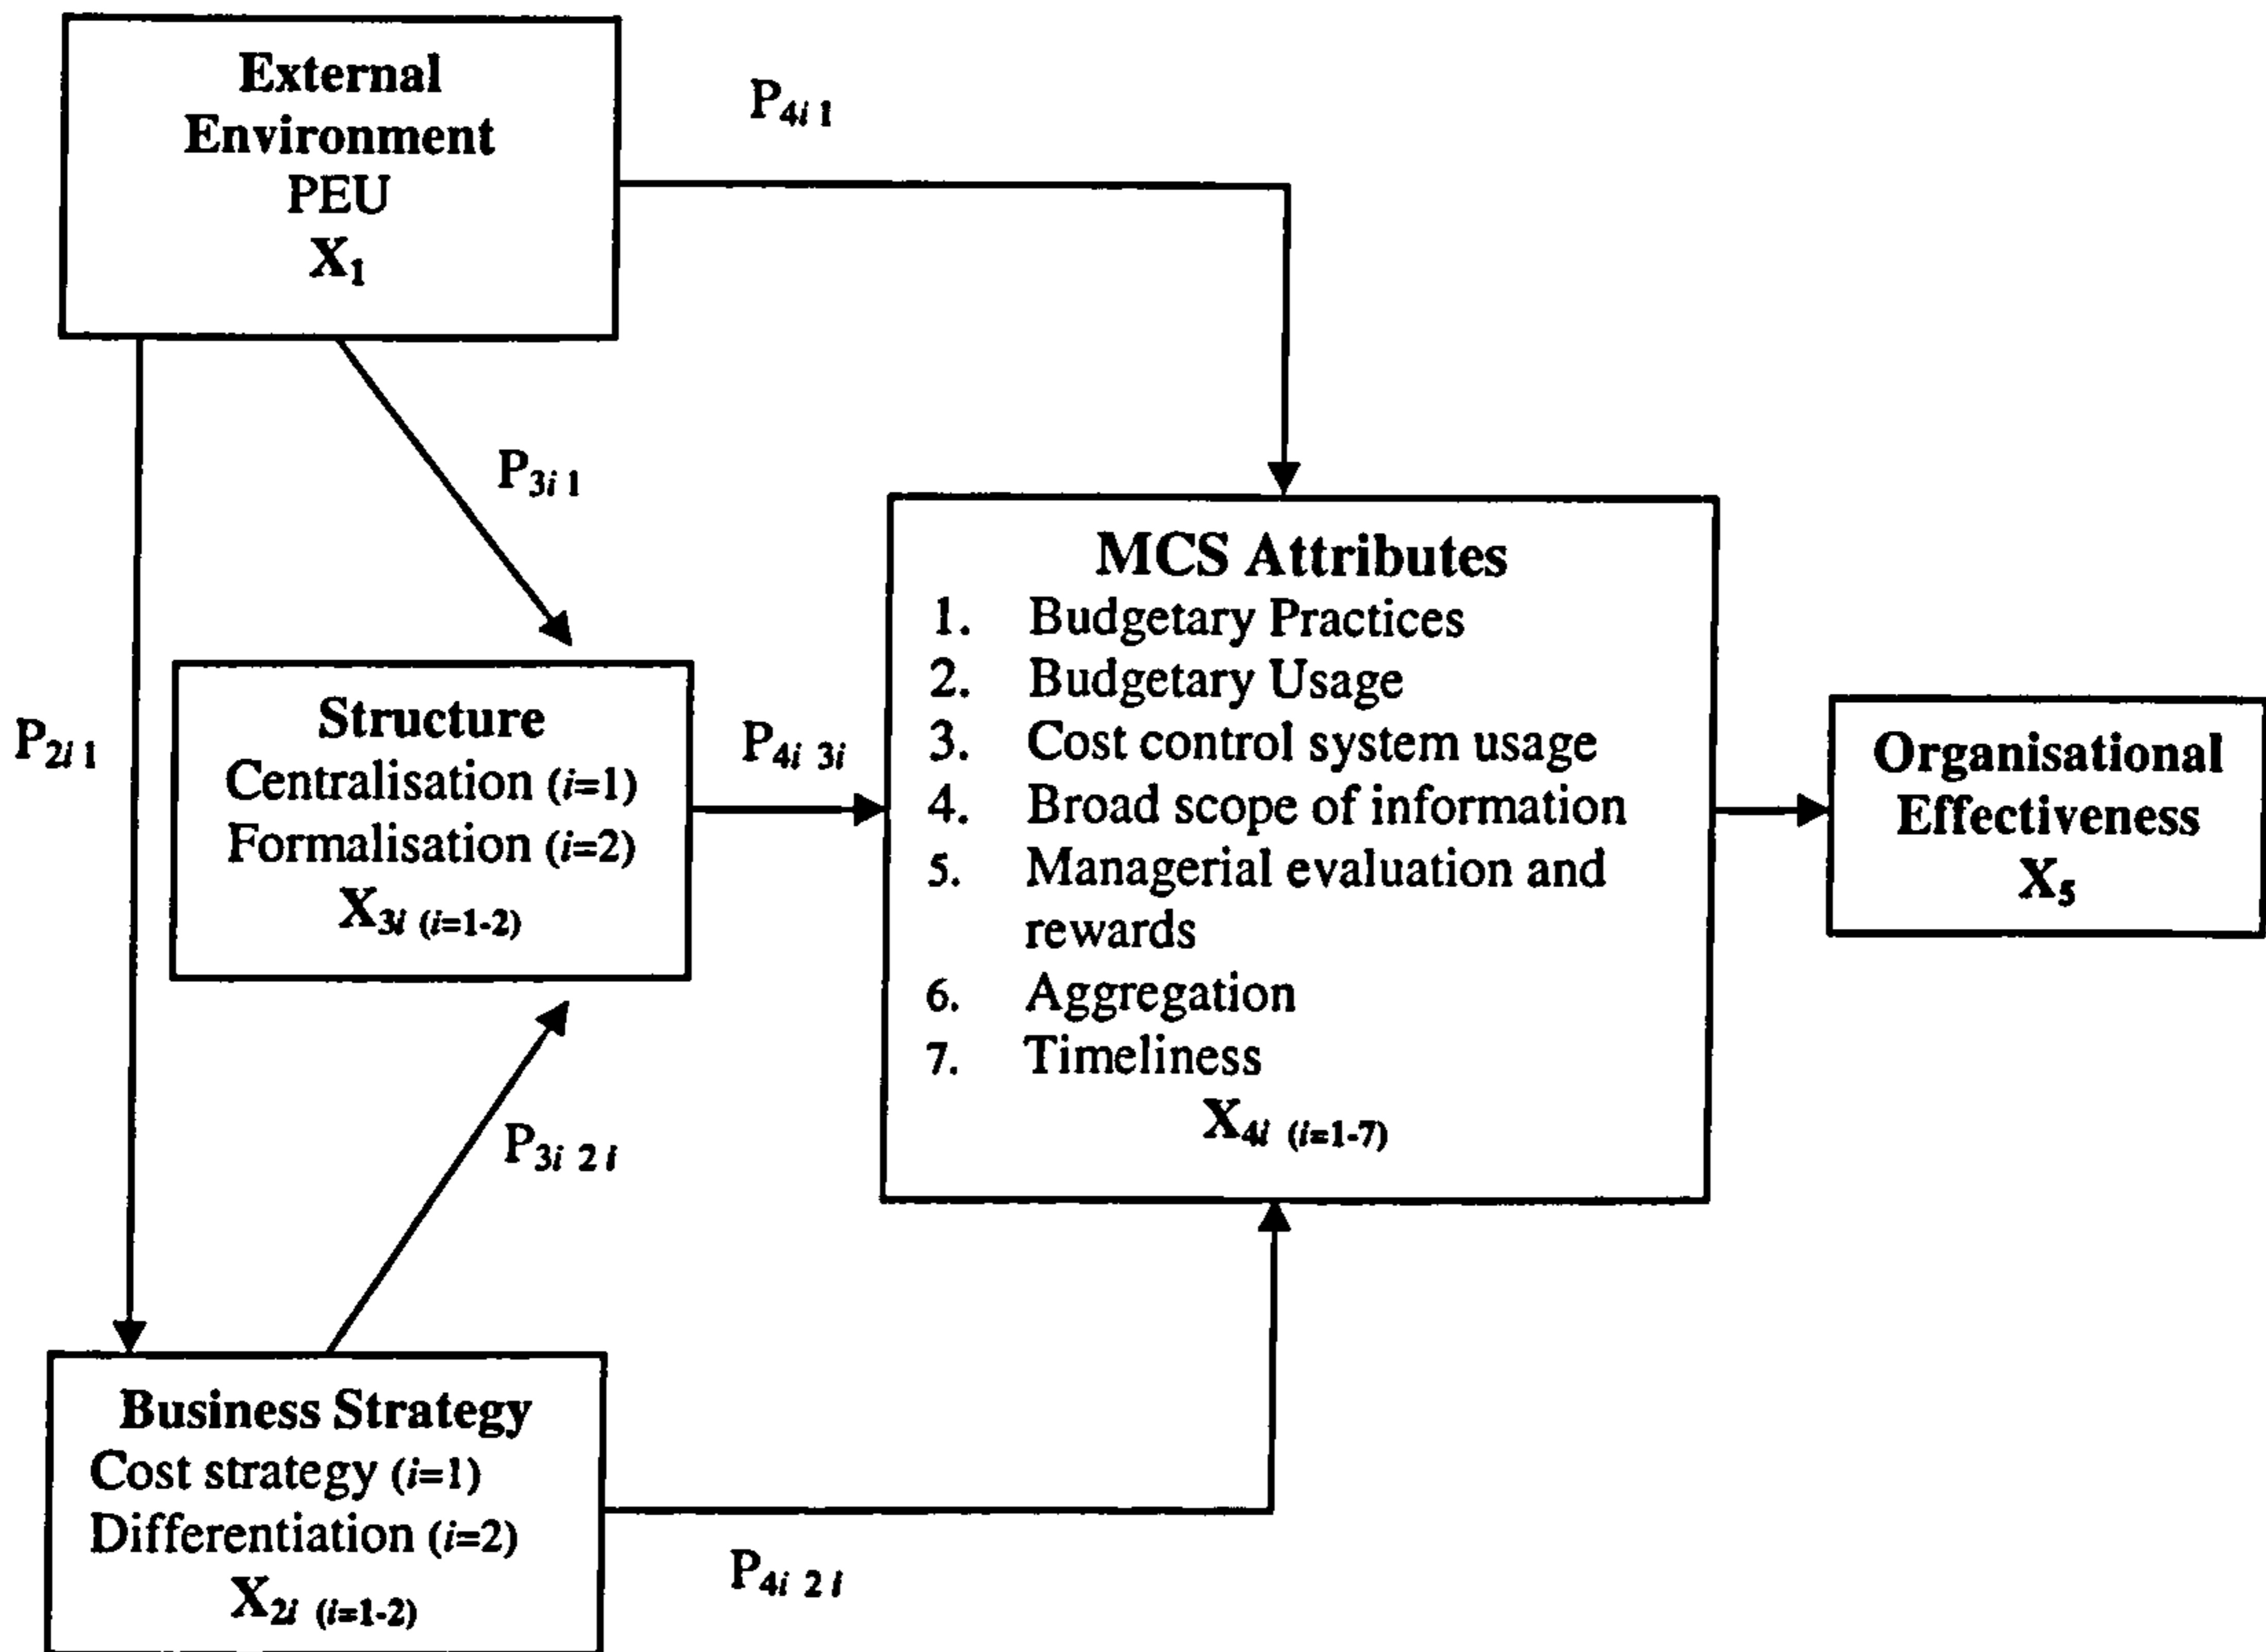 External
Environment
PEU
X₁
P₄ᵢ ₁
P₃ᵢ ₁
P₂ᵢ ₁
Structure
Centralisation (i=1)
Formalisation (i=2)
X₃ᵢ (i=1-2)
P₄ᵢ ₃ᵢ
MCS Attributes
1. Budgetary Practices
2. Budgetary Usage
3. Cost control system usage
4. Broad scope of information
5. Managerial evaluation and
rewards
6. Aggregation
7. Timeliness
X₄ᵢ (i=1-7)
Organisational
Effectiveness
X₅
P₃ᵢ ₂ᵢ
Business Strategy
Cost strategy (i=1)
Differentiation (i=2)
X₂ᵢ (i=1-2)
P₄ᵢ ₂ᵢ